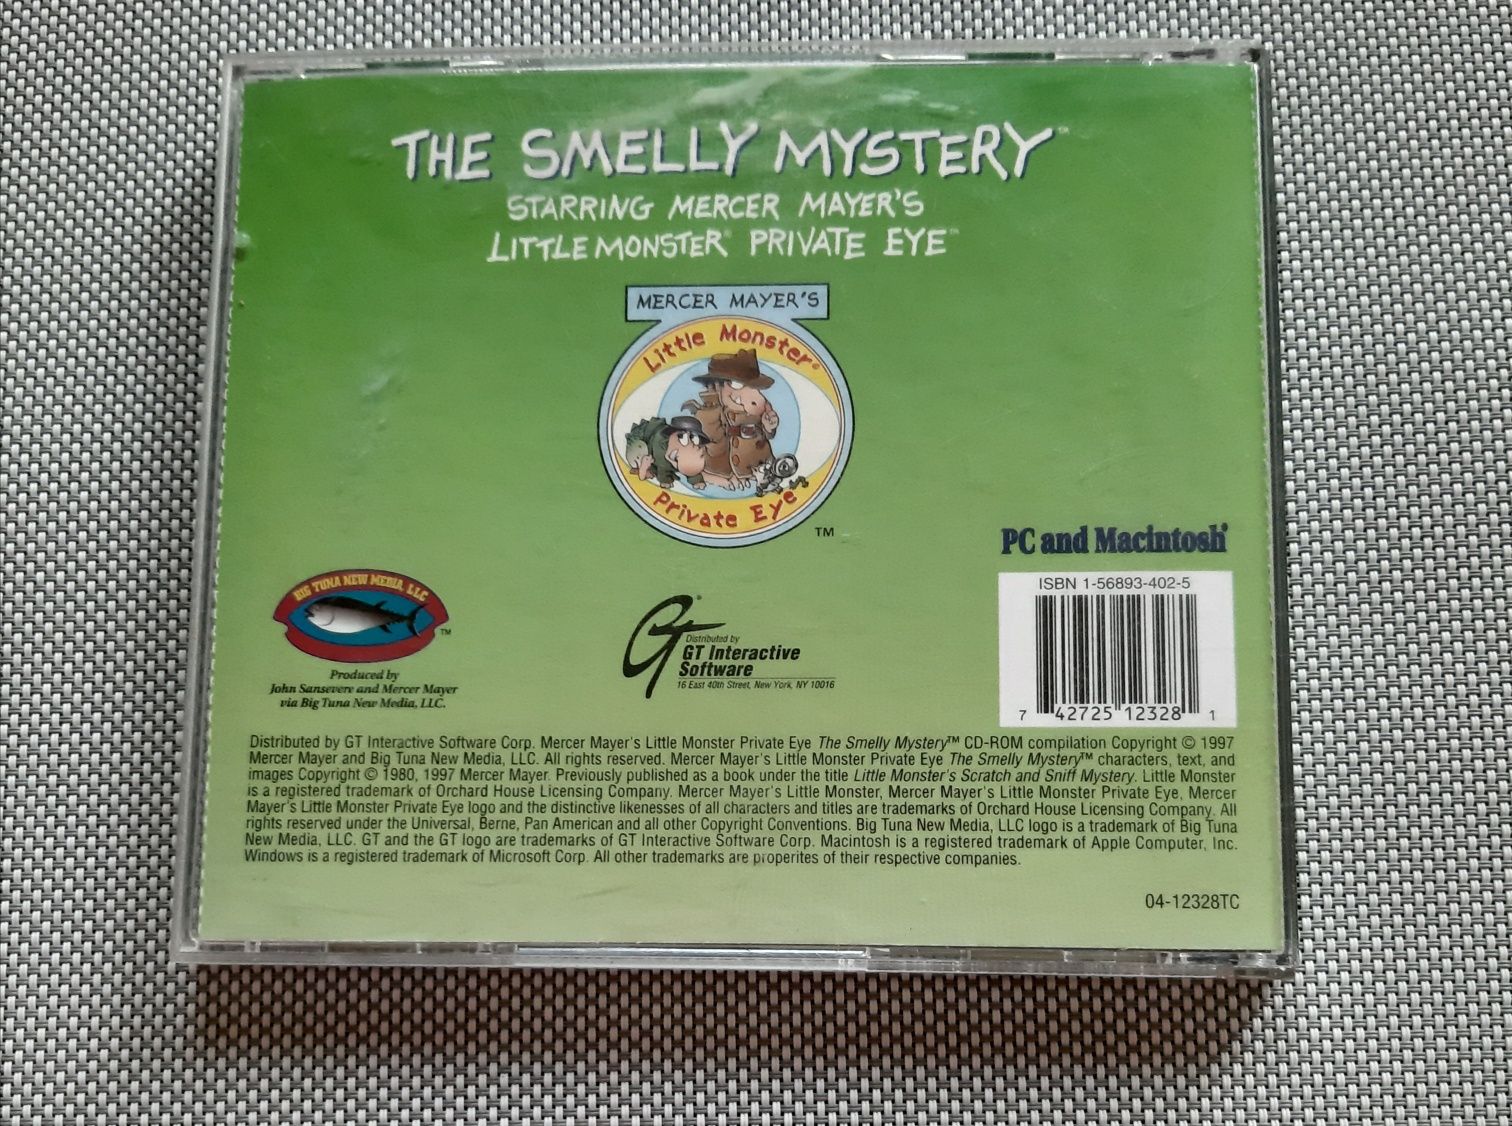 THE SMELLY MYSTERY™
STARRING MERCER MAYER'S
LITTLE MONSTER® PRIVATE EYE™
MERCER MAYER'S
Little Monster®
Private Eye
TM
PC and Macintosh®
ISBN 1-56893-402-5
7 42725 12328 1
BIG TUNA NEW MEDIA, LLC
TM
Produced by
John Sansevere and Mercer Mayer
via Big Tuna New Media, LLC.
GT®
Distributed by
GT Interactive
Software
16 East 40th Street, New York, NY 10016
Distributed by GT Interactive Software Corp. Mercer Mayer's Little Monster Private Eye The Smelly Mystery™ CD-ROM compilation Copyright © 1997
Mercer Mayer and Big Tuna New Media, LLC. All rights reserved. Mercer Mayer's Little Monster Private Eye The Smelly Mystery™ characters, text, and
images Copyright © 1980, 1997 Mercer Mayer. Previously published as a book under the title Little Monster's Scratch and Sniff Mystery. Little Monster
is a registered trademark of Orchard House Licensing Company. Mercer Mayer's Little Monster, Mercer Mayer's Little Monster Private Eye, Mercer
Mayer's Little Monster Private Eye logo and the distinctive likenesses of all characters and titles are trademarks of Orchard House Licensing Company. All
rights reserved under the Universal, Berne, Pan American and all other Copyright Conventions. Big Tuna New Media, LLC logo is a trademark of Big Tuna
New Media, LLC. GT and the GT logo are trademarks of GT Interactive Software Corp. Macintosh is a registered trademark of Apple Computer, Inc.
Windows is a registered trademark of Microsoft Corp. All other trademarks are properites of their respective companies.
04-12328TC